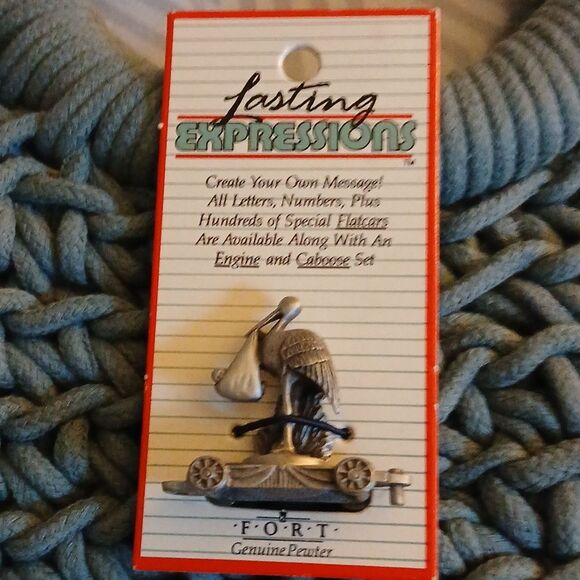 Lasting
EXPRESSIONS
TM
Create Your Own Message!
All Letters, Numbers, Plus
Hundreds of Special Flatcars
Are Available Along With An
Engine and Caboose Set
·F·O·R·T·
Genuine Pewter